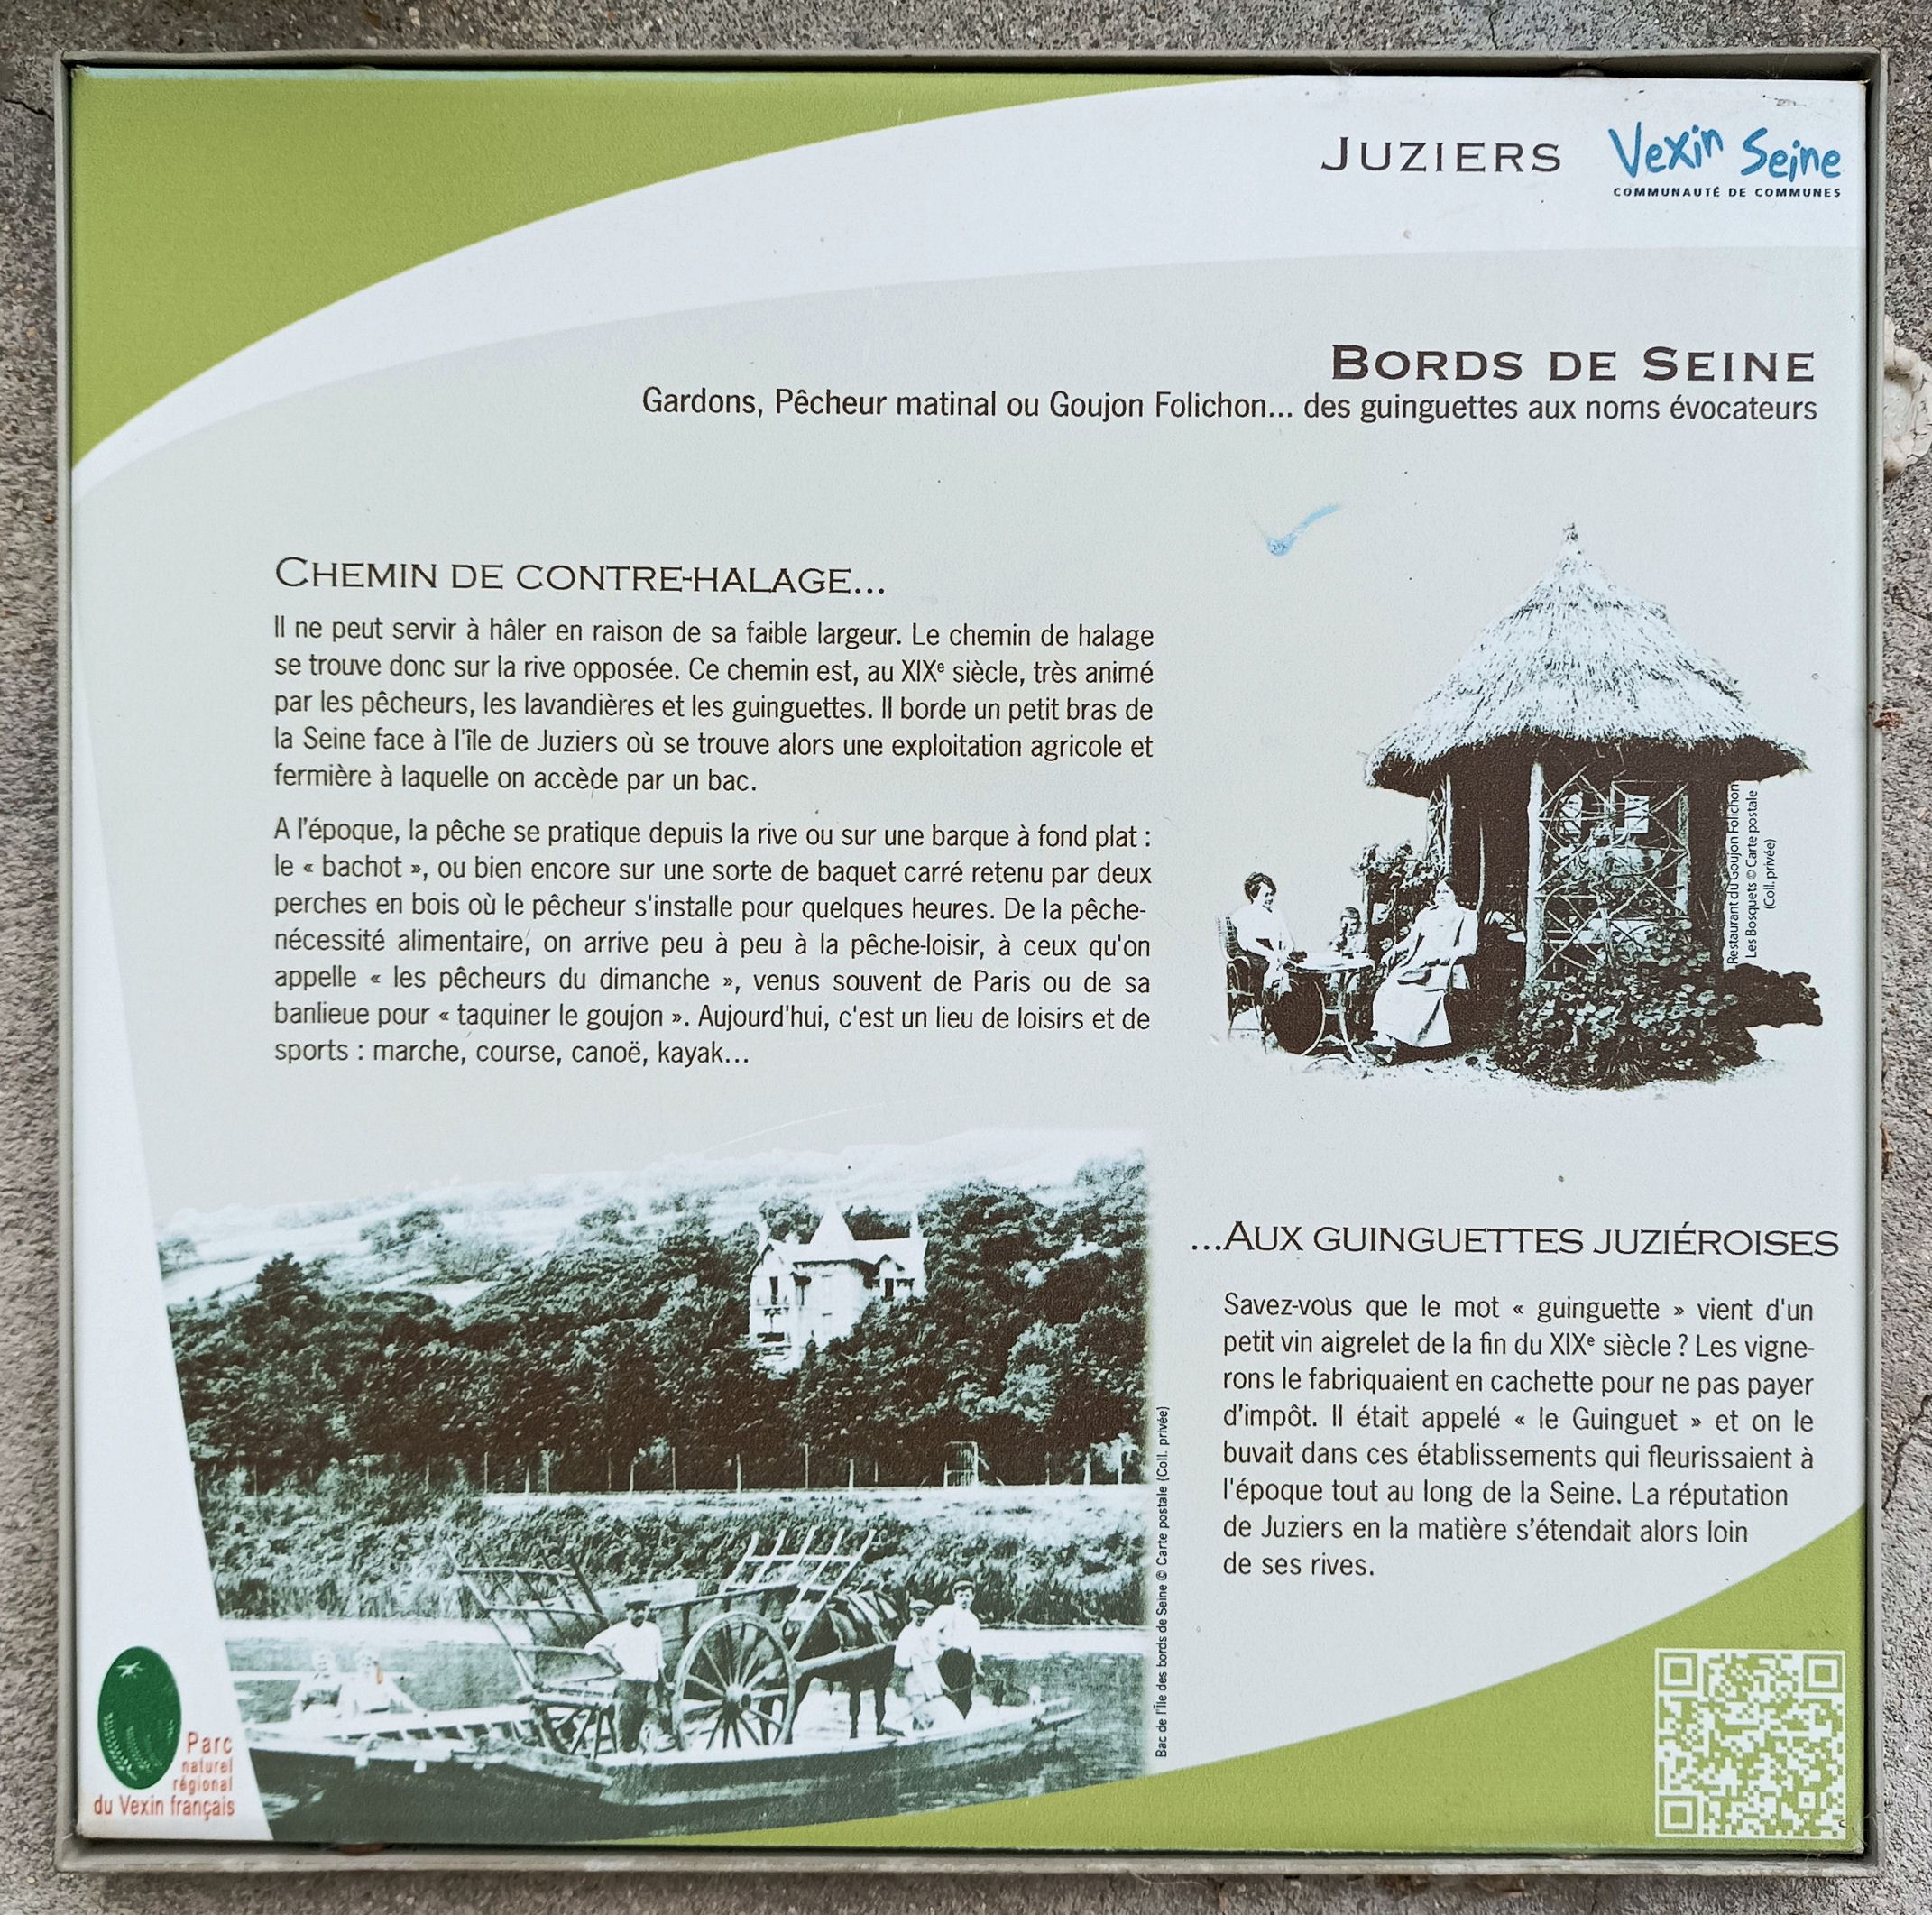 JUZIERS
Vexin Seine
COMMUNAUTÉ DE COMMUNES
BORDS DE SEINE
Gardons, Pêcheur matinal ou Goujon Folichon... des guinguettes aux noms évocateurs
CHEMIN DE CONTRE-HALAGE...
Il ne peut servir à hâler en raison de sa faible largeur. Le chemin de halage
se trouve donc sur la rive opposée. Ce chemin est, au XIXe siècle, très animé
par les pêcheurs, les lavandières et les guinguettes. Il borde un petit bras de
la Seine face à l'île de Juziers où se trouve alors une exploitation agricole et
fermière à laquelle on accède par un bac.
A l'époque, la pêche se pratique depuis la rive ou sur une barque à fond plat :
le « bachot », ou bien encore sur une sorte de baquet carré retenu par deux
perches en bois où le pêcheur s'installe pour quelques heures. De la pêche-
nécessité alimentaire, on arrive peu à peu à la pêche-loisir, à ceux qu'on
appelle « les pêcheurs du dimanche », venus souvent de Paris ou de sa
banlieue pour « taquiner le goujon ». Aujourd'hui, c'est un lieu de loisirs et de
sports : marche, course, canoë, kayak...
Restaurant du Goujon Folichon
Les Bosquets © Carte postale
(Coll. privée)
...AUX GUINGUETTES JUZIÉROISES
Savez-vous que le mot « guinguette » vient d'un
petit vin aigrelet de la fin du XIXe siècle ? Les vigne-
rons le fabriquaient en cachette pour ne pas payer
d'impôt. Il était appelé « le Guinguet » et on le
buvait dans ces établissements qui fleurissaient à
l'époque tout au long de la Seine. La réputation
de Juziers en la matière s'étendait alors loin
de ses rives.
Bac de l'Île des bords de Seine © Carte postale (Coll. privée)
Parc
naturel
régional
du Vexin français